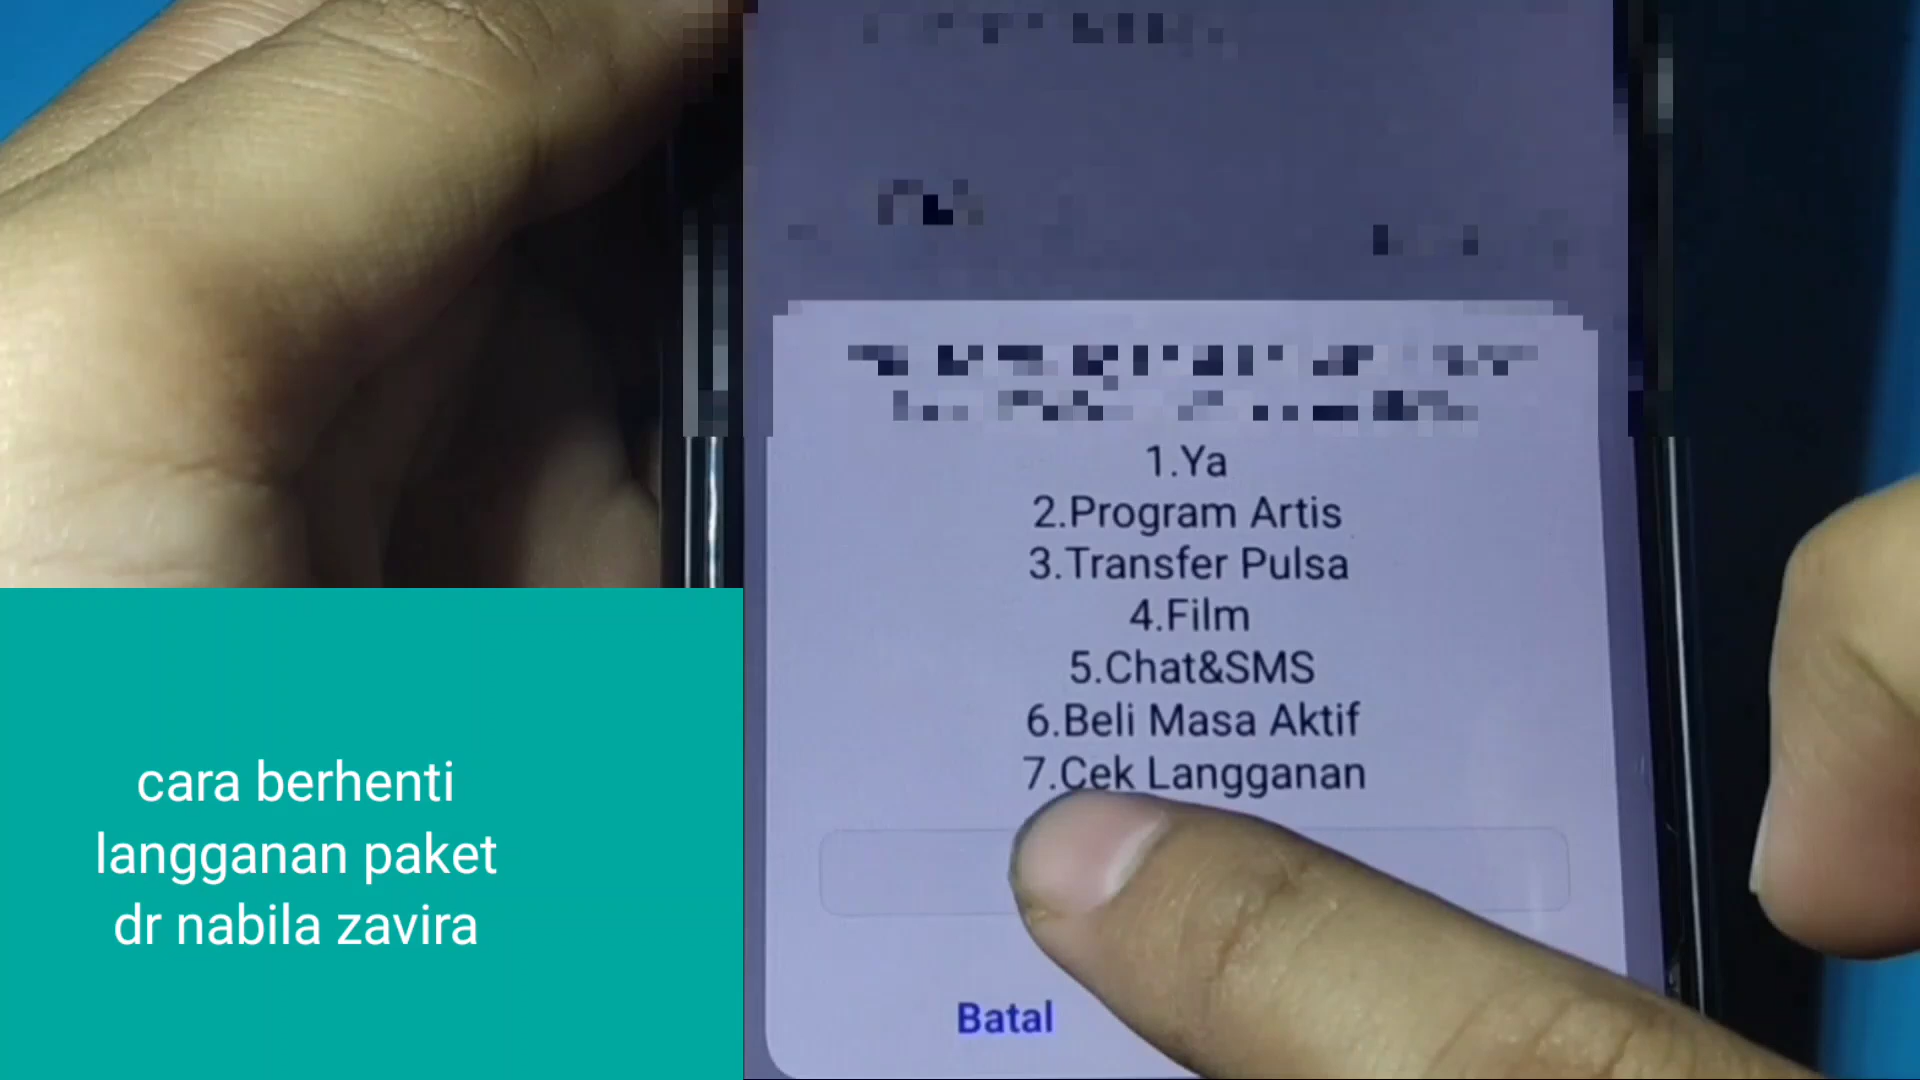 1.Ya
2.Program Artis
3.Transfer Pulsa
4.Film
5.Chat&SMS
6.Beli Masa Aktif
7.Cek Langganan
Batal
cara berhenti
langganan paket
dr nabila zavira